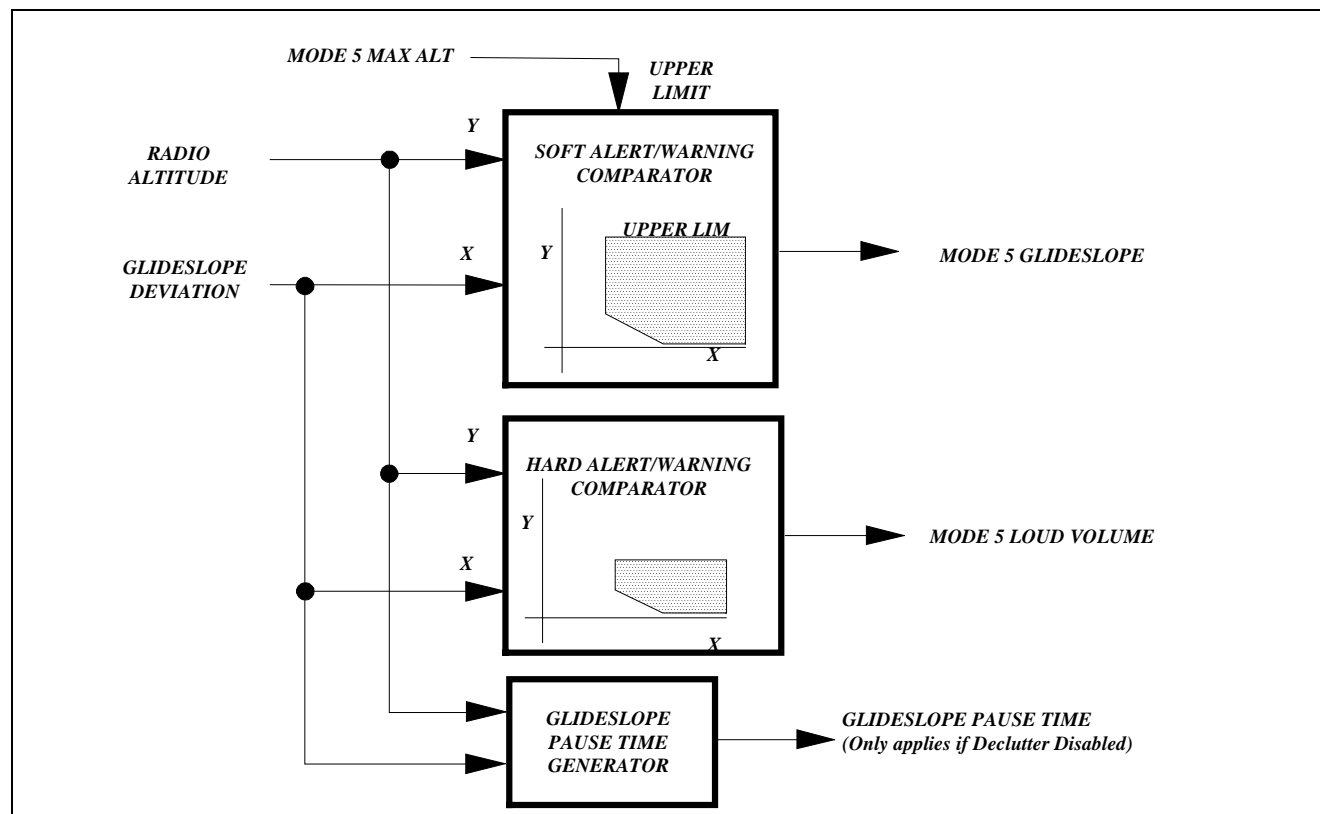 MODE 5 MAX ALT
UPPER
LIMIT
Y
RADIO
ALTITUDE
SOFT ALERT/WARNING
COMPARATOR
UPPER LIM
Y
X
X
GLIDESLOPE
DEVIATION
MODE 5 GLIDESLOPE
Y
HARD ALERT/WARNING
COMPARATOR
Y
X
X
MODE 5 LOUD VOLUME
GLIDESLOPE
PAUSE TIME
GENERATOR
GLIDESLOPE PAUSE TIME
(Only applies if Declutter Disabled)